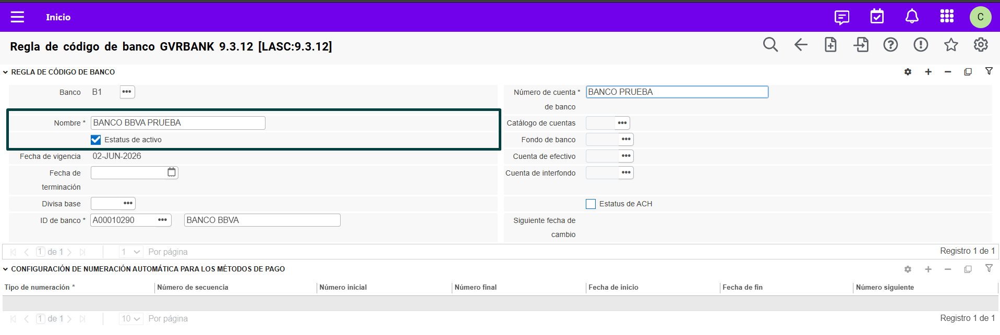 Inicio
C
Regla de código de banco GVRBANK 9.3.12 [LASC:9.3.12]
REGLA DE CÓDIGO DE BANCO
Banco B1
Número de cuenta * BANCO PRUEBA
de banco
Nombre * BANCO BBVA PRUEBA
Catálogo de cuentas
Estatus de activo
Fondo de banco
Fecha de vigencia 02-JUN-2026
Cuenta de efectivo
Fecha de
terminación
Cuenta de interfondo
Divisa base
Estatus de ACH
ID de banco * A00010290 BANCO BBVA
Siguiente fecha de
cambio
1 de 1 1 Por página Registro 1 de 1
CONFIGURACIÓN DE NUMERACIÓN AUTOMÁTICA PARA LOS MÉTODOS DE PAGO
Tipo de numeración * Número de secuencia Número inicial Número final Fecha de inicio Fecha de fin Número siguiente
1 de 1 10 Por página Registro 1 de 1